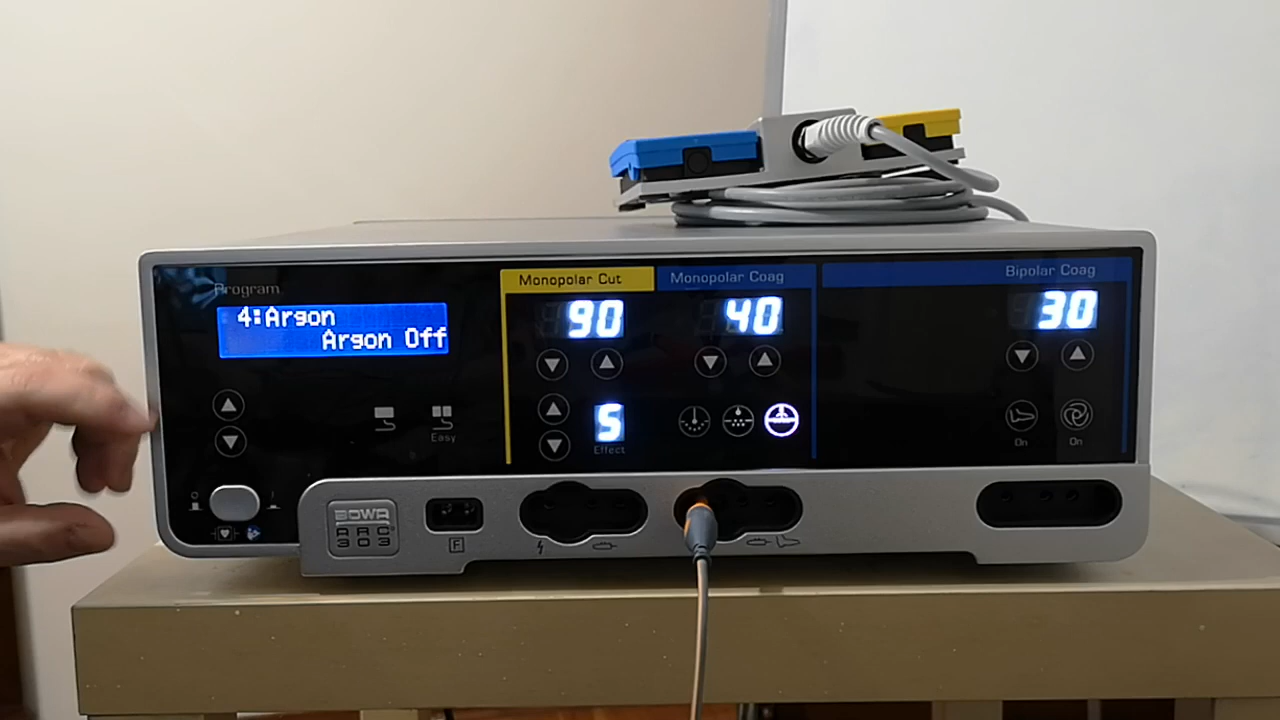 Program
4:Argon
Argon Off
Easy
Monopolar Cut
90
5
Effect
Monopolar Coag
40
Bipolar Coag
30
On
On
BOWA
ARC
303
F